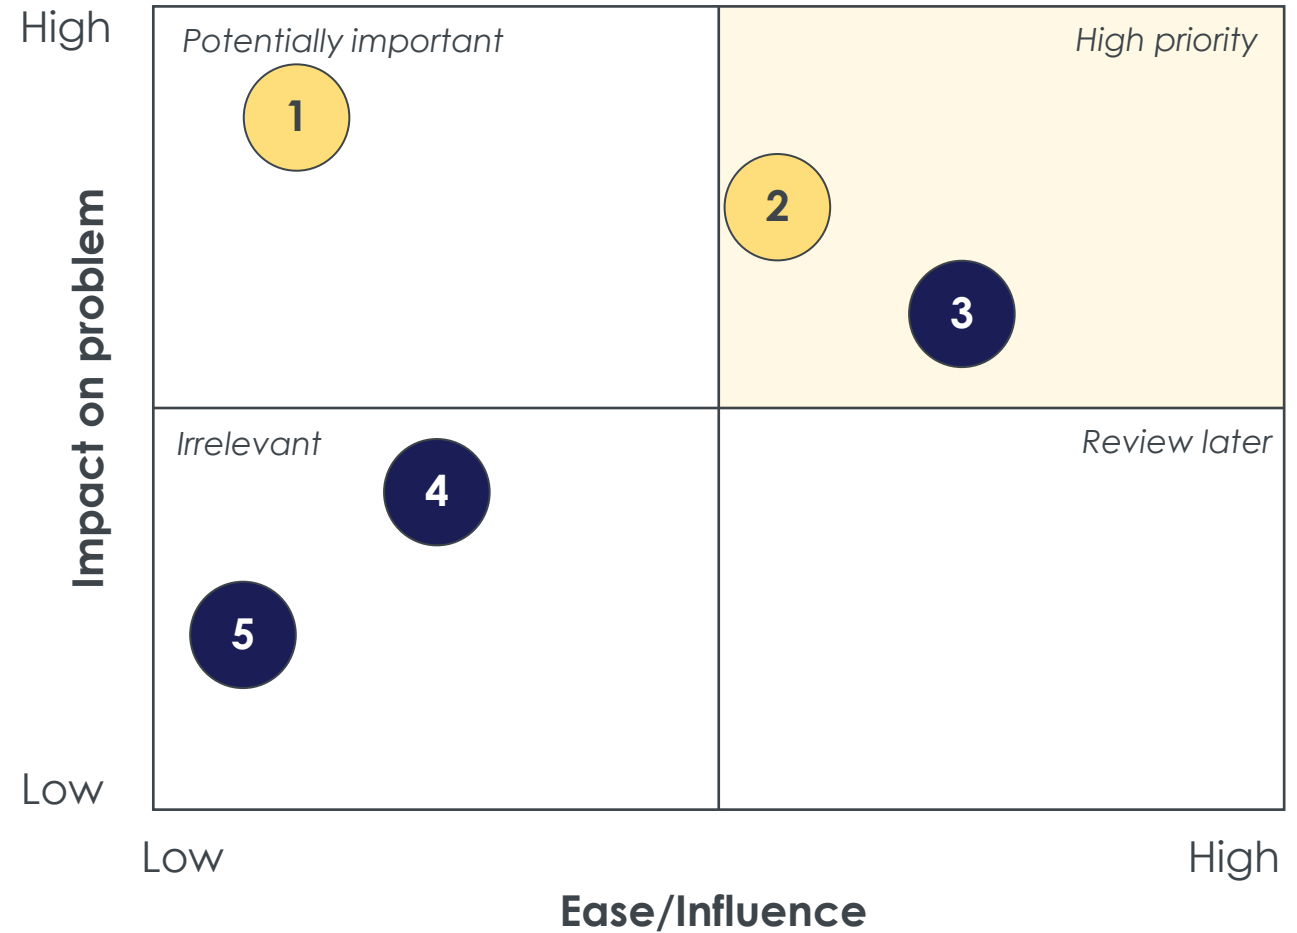 High
Potentially important
High priority
1
2
3
Impact on problem
Irrelevant
Review later
4
5
Low
Low
High
Ease/Influence